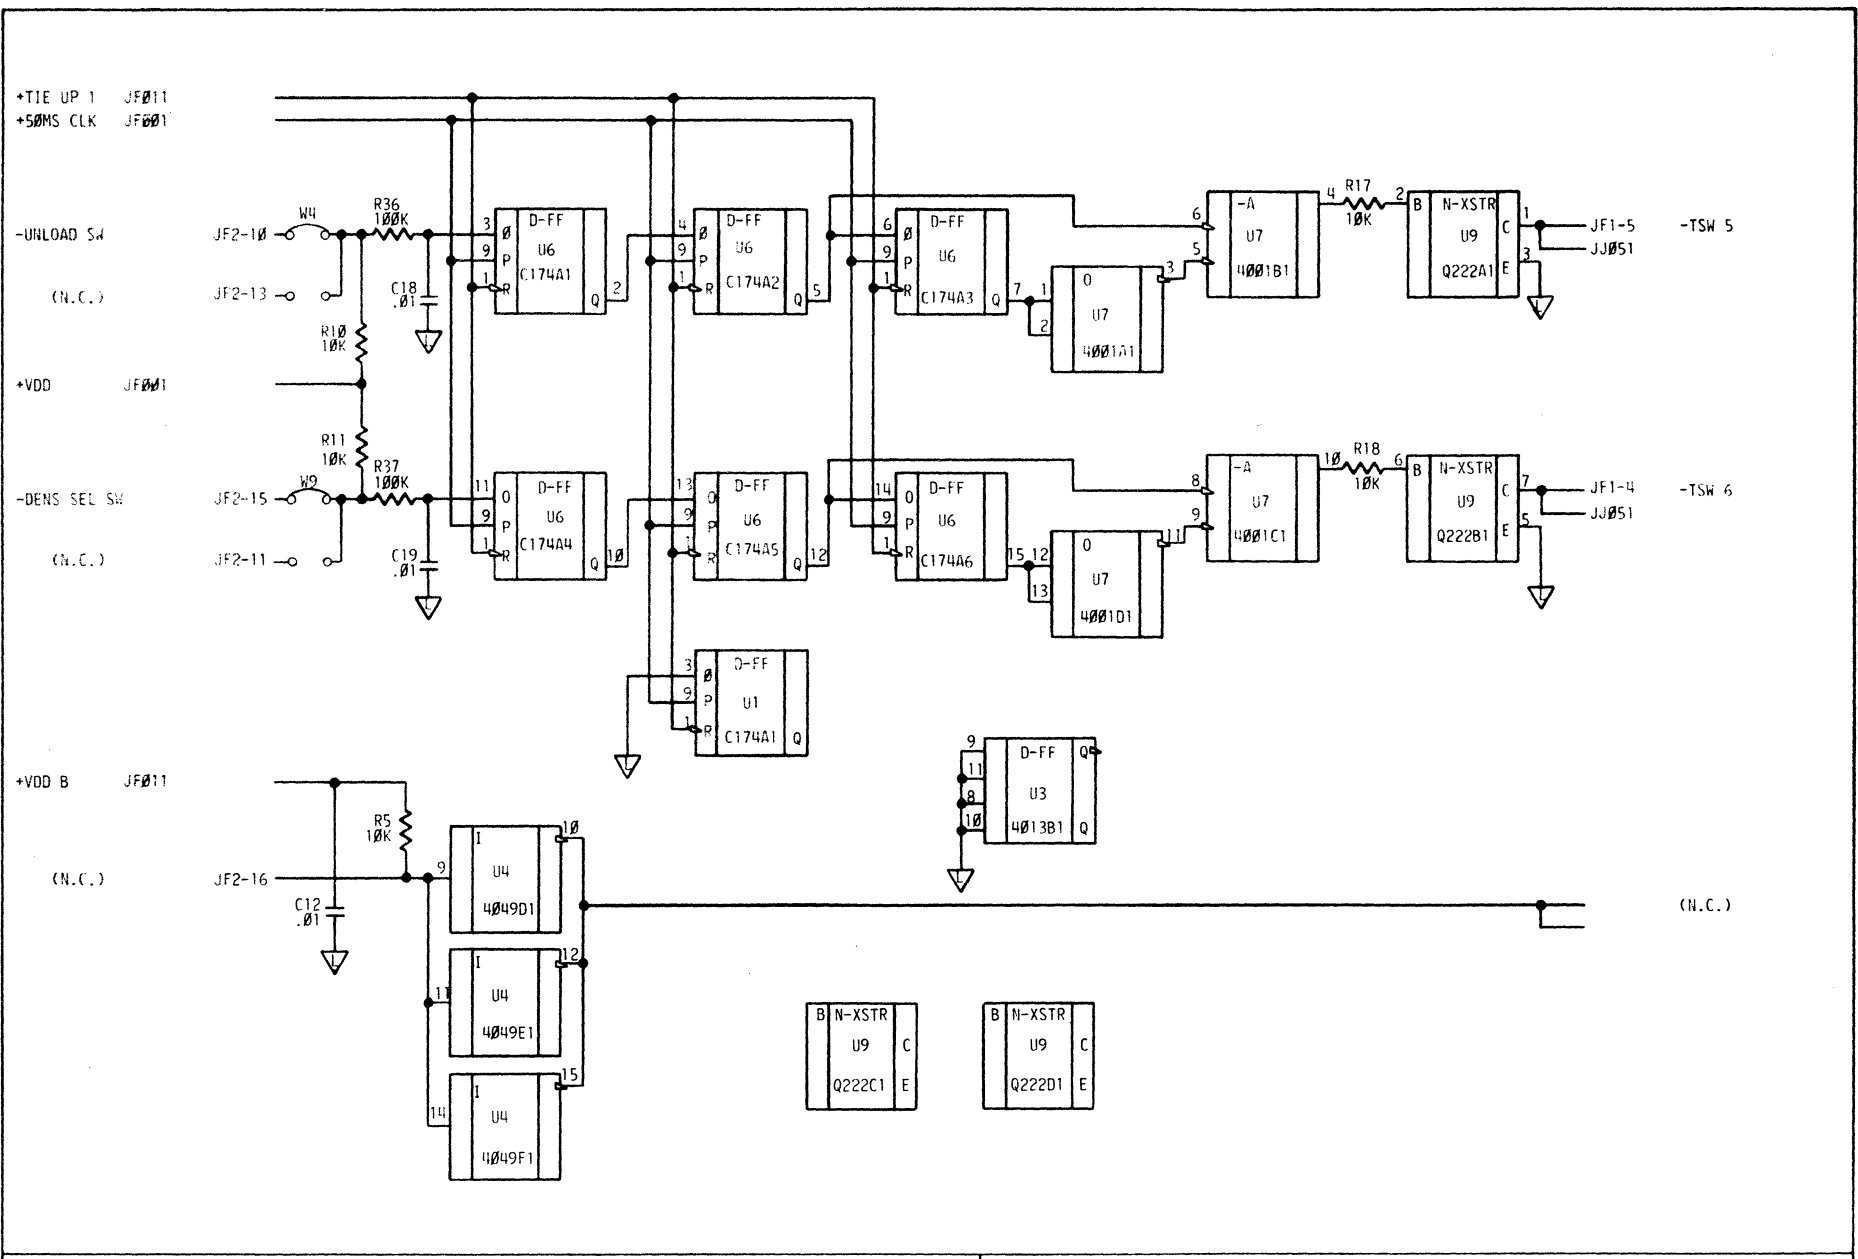 +TIE UP 1 JFØ11
+5ØMS CLK JF6Ø1
-UNLOAD SW JF2-1Ø W4 R36 1ØØK
(N.C.) JF2-13
C18 .Ø1
R1Ø 1ØK
+VDD JFØØ1
R11 1ØK
-DENS SEL SW JF2-15 W9 R37 1ØØK
(N.C.) JF2-11
C19 .Ø1
3 Ø D-FF
9 P U6
1 R C174A1 Q 2
4 Ø D-FF
9 P U6
1 R C174A2 Q 5
6 Ø D-FF
9 P U6
1 R C174A3 Q 7
1 O 3
2 U7
4ØØ1A1
6 -A 4
5 U7
4ØØ1B1
R17 1ØK
2 B N-XSTR C 1
U9
Q222A1 E 3
JF1-5 -TSW 5
JJØ51
11 O D-FF
9 P U6
1 R C174A4 Q 1Ø
13 O D-FF
9 P U6
1 R C174A5 Q 12
14 O D-FF
9 P U6
1 R C174A6 Q 15
12 O 11
13 U7
4ØØ1D1
8 -A 1Ø
9 U7
4ØØ1C1
R18 1ØK
6 B N-XSTR C 7
U9
Q222B1 E 5
JF1-4 -TSW 6
JJØ51
3 Ø D-FF
9 P U1
1 R C174A1 Q
9 D-FF Q
11 U3
8
1Ø 4Ø13B1 Q
+VDD B JFØ11
R5 1ØK
(N.C.) JF2-16
C12 .Ø1
9 I 1Ø
U4
4Ø49D1
I 12
11 U4
4Ø49E1
I 15
14 U4
4Ø49F1
(N.C.)
B N-XSTR
U9 C
Q222C1 E
B N-XSTR
U9 C
Q222D1 E